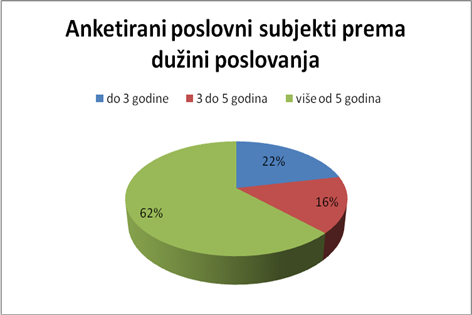 Anketirani poslovni subjekti prema
dužini poslovanja
do 3 godine 3 do 5 godina više od 5 godina
22%
16%
62%